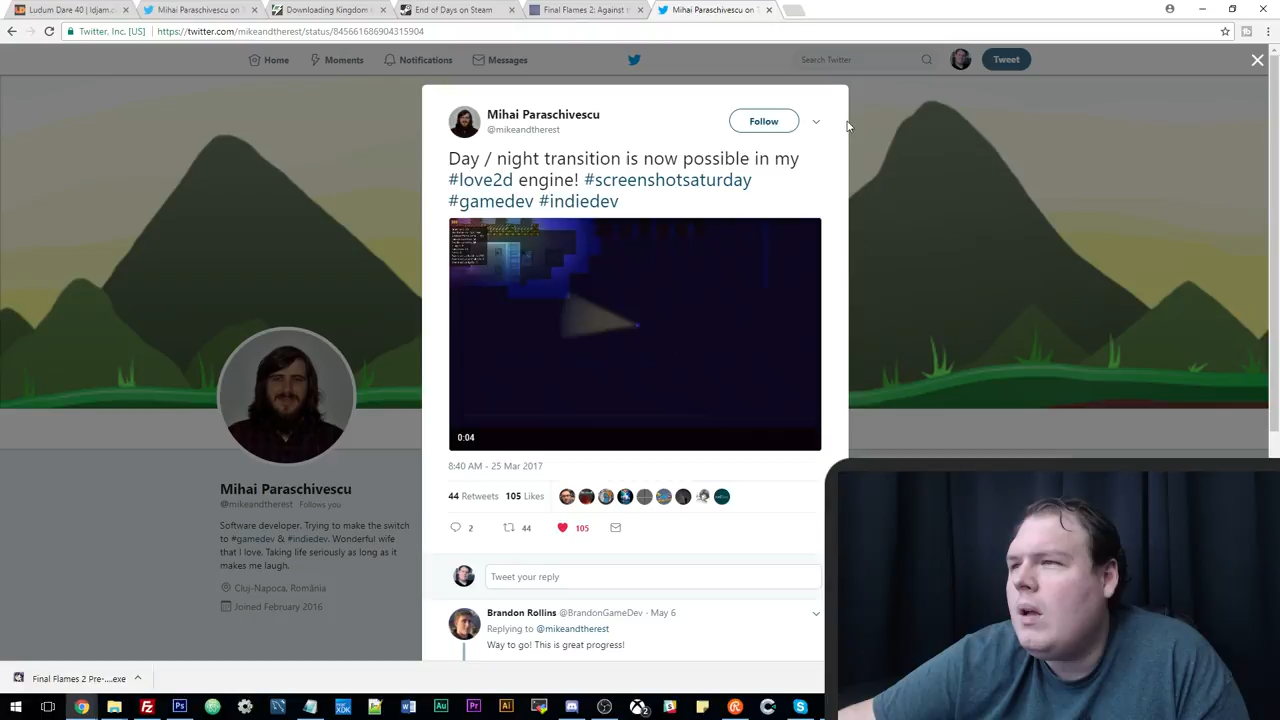 Ludum Dare 40 | ldjam.c
Mihai Paraschivescu on T
Downloading Kingdom
End of Days on Steam
Final Flames 2: Against th
Mihai Paraschivescu on T
Twitter, Inc. [US]
https://twitter.com/mikeandtherest/status/845661686904315904
Home
Moments
Notifications
Messages
Search Twitter
Tweet
Mihai Paraschivescu
@mikeandtherest
Follow
Day / night transition is now possible in my
#love2d engine! #screenshotsaturday
#gamedev #indiedev
0:04
8:40 AM - 25 Mar 2017
44 Retweets 105 Likes
2
44
105
Tweet your reply
Brandon Rollins @BrandonGameDev · May 6
Replying to @mikeandtherest
Way to go! This is great progress!
Mihai Paraschivescu
@mikeandtherest Follows you
Software developer. Trying to make the switch
to #gamedev & #indiedev. Wonderful wife
that I love. Taking life seriously as long as it
makes me laugh.
Cluj-Napoca, România
Joined February 2016
Final Flames 2 Pre-....exe